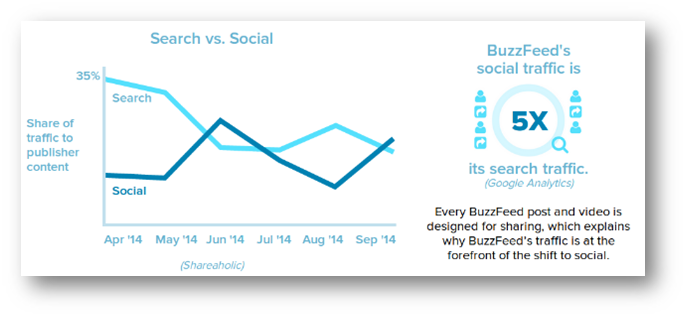 Search vs. Social
35%
Search
Share of
traffic to
publisher
content
Social
Apr '14 May '14 Jun '14 Jul '14 Aug '14 Sep '14
(Shareaholic)
BuzzFeed's
social traffic is
5X
its search traffic.
(Google Analytics)
Every BuzzFeed post and video is
designed for sharing, which explains
why BuzzFeed's traffic is at the
forefront of the shift to social.